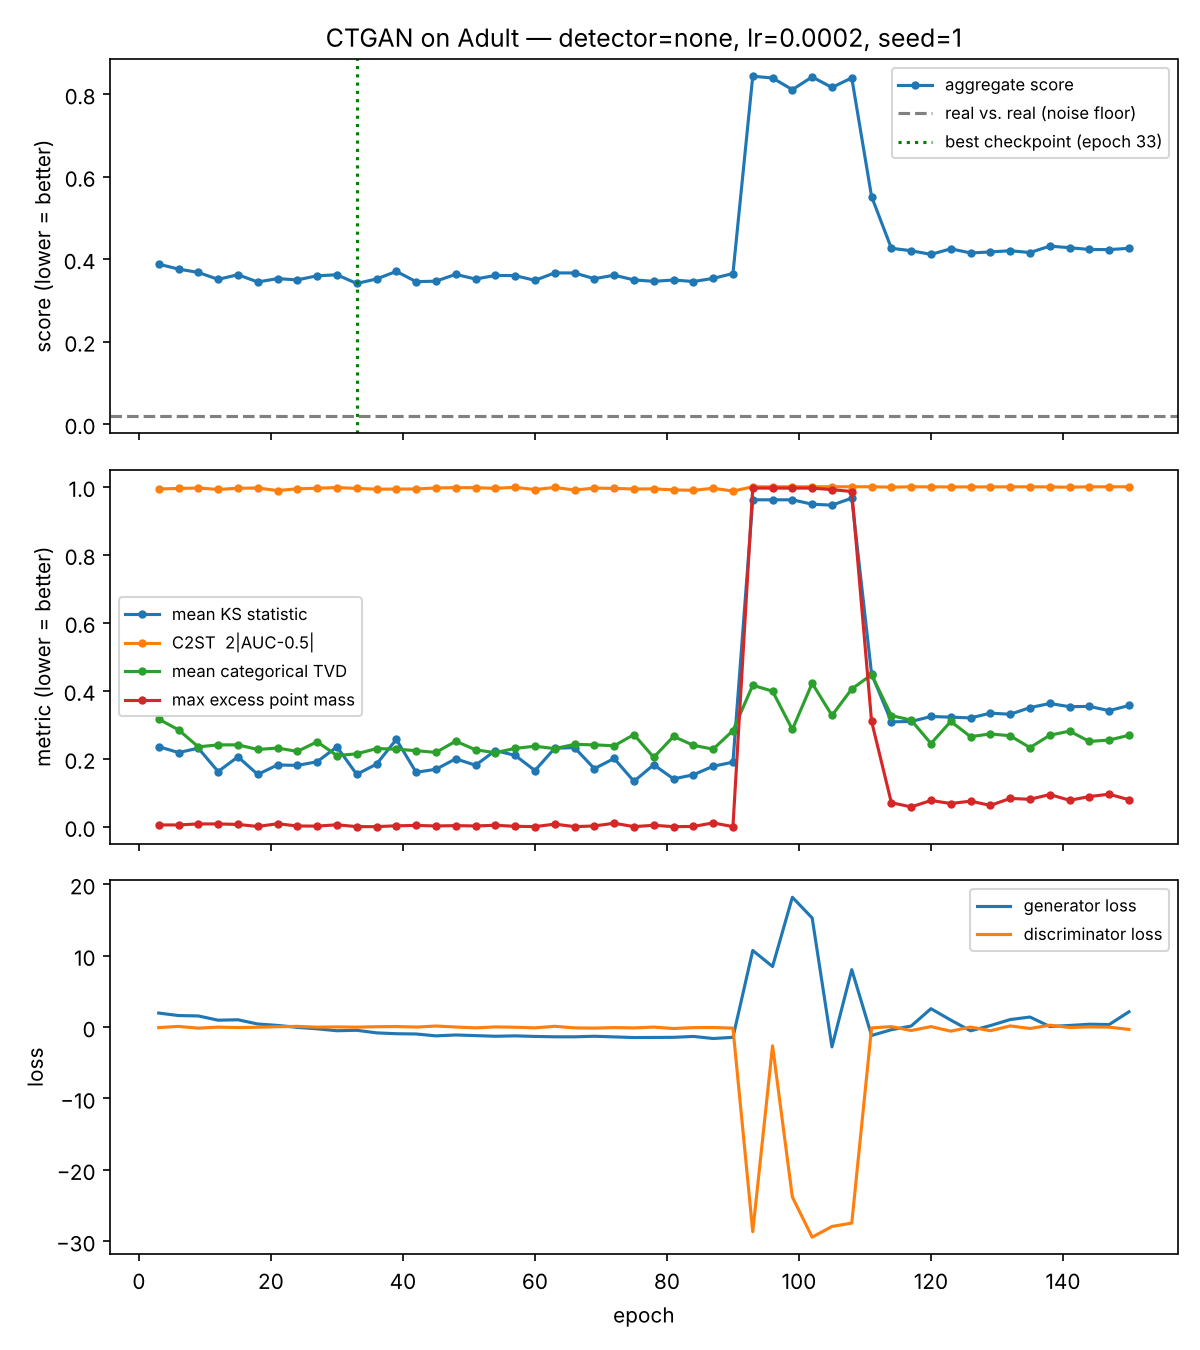 CTGAN on Adult — detector=none, lr=0.0002, seed=1
aggregate score
real vs. real (noise floor)
best checkpoint (epoch 33)
score (lower = better)
0.8
0.6
0.4
0.2
0.0
metric (lower = better)
1.0
0.8
0.6
0.4
0.2
0.0
mean KS statistic
C2ST 2|AUC-0.5|
mean categorical TVD
max excess point mass
loss
20
10
0
−10
−20
−30
generator loss
discriminator loss
0 20 40 60 80 100 120 140
epoch